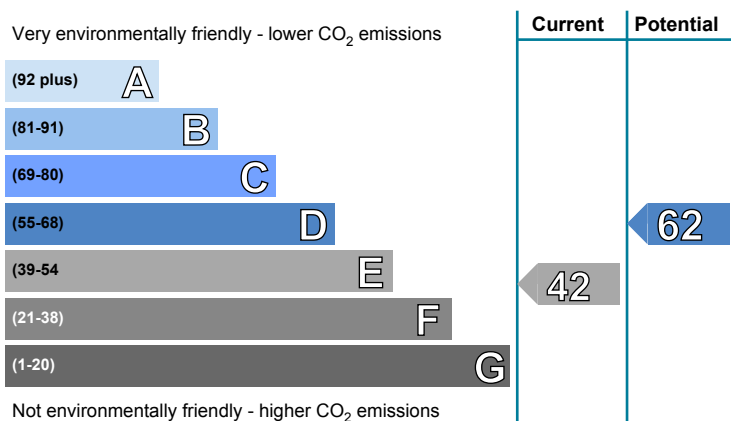 Very environmentally friendly - lower CO₂ emissions
Current
Potential
(92 plus) A
(81-91) B
(69-80) C
(55-68) D
62
(39-54 E
42
(21-38) F
(1-20) G
Not environmentally friendly - higher CO₂ emissions